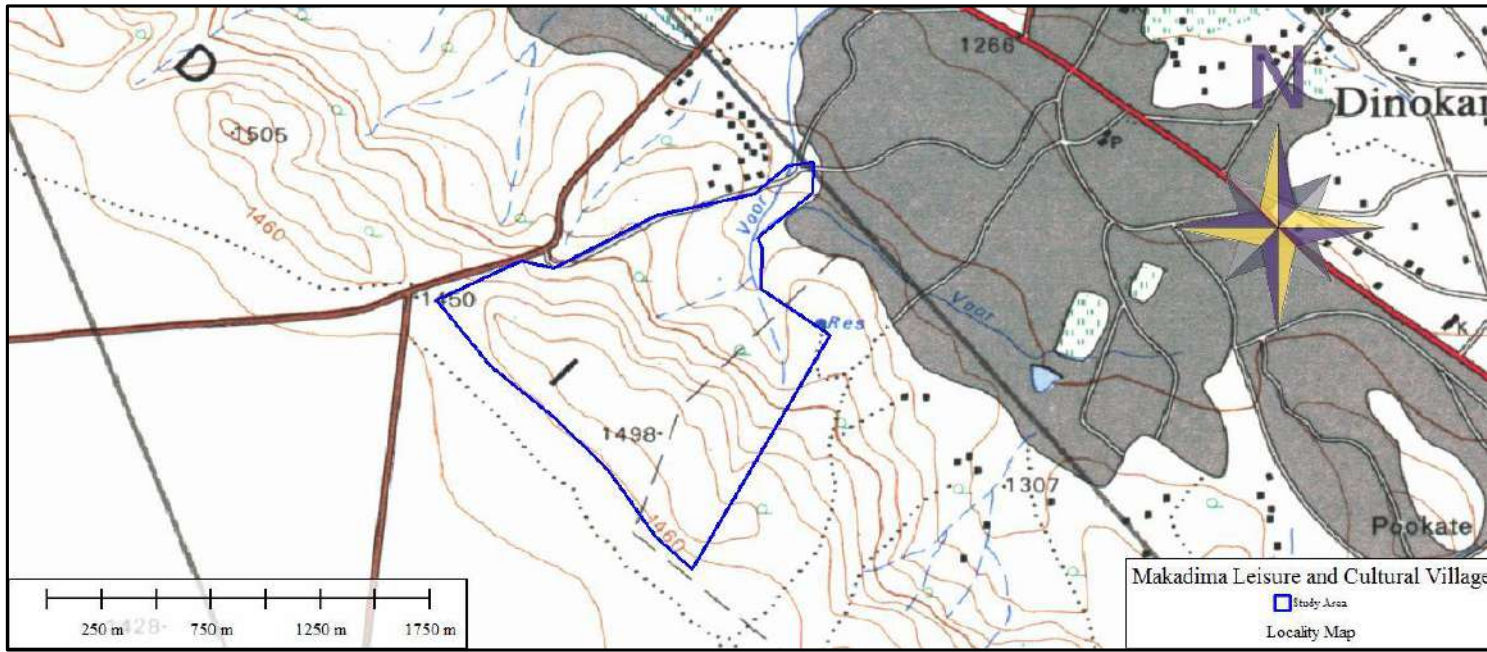 1266
N
Dinokan
1505
P
1460
Voor
1450
Res
Voor
K
1498
1307
1460
Pookate
Makadima Leisure and Cultural Village
Study Area
Locality Map
1428
250 m 750 m 1250 m 1750 m